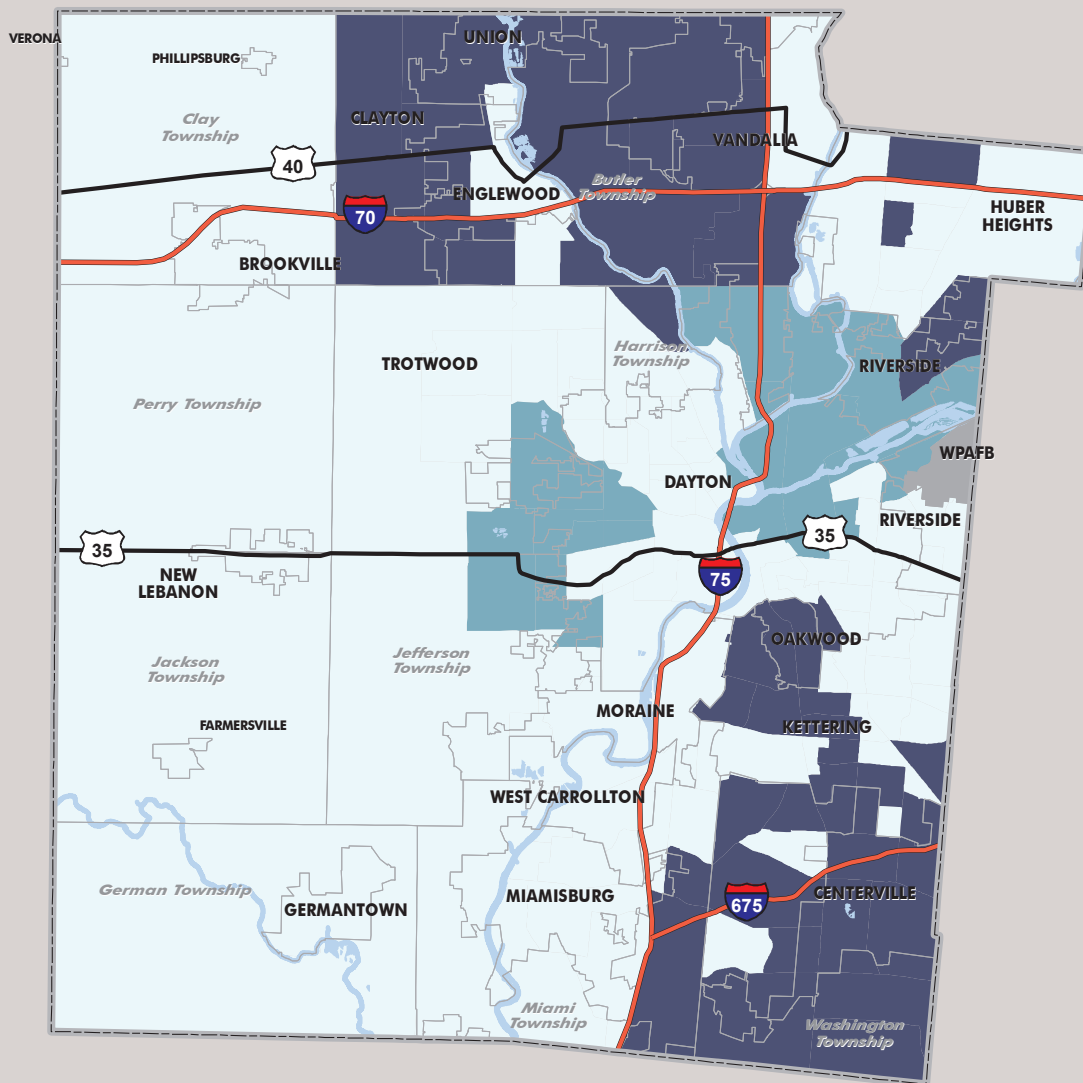 UNION
VERONA
PHILLIPSBURG
Clay
Township
CLAYTON
VANDALIA
40
Butler
Township
ENGLEWOOD
70
HUBER
HEIGHTS
BROOKVILLE
Harrison
Township
TROTWOOD
RIVERSIDE
Perry Township
WPAFB
DAYTON
RIVERSIDE
35
35
75
NEW
LEBANON
OAKWOOD
Jefferson
Township
Jackson
Township
MORAINE
FARMERSVILLE
KETTERING
WEST CARROLLTON
German Township
MIAMISBURG
CENTERVILLE
675
GERMANTOWN
Miami
Township
Washington
Township